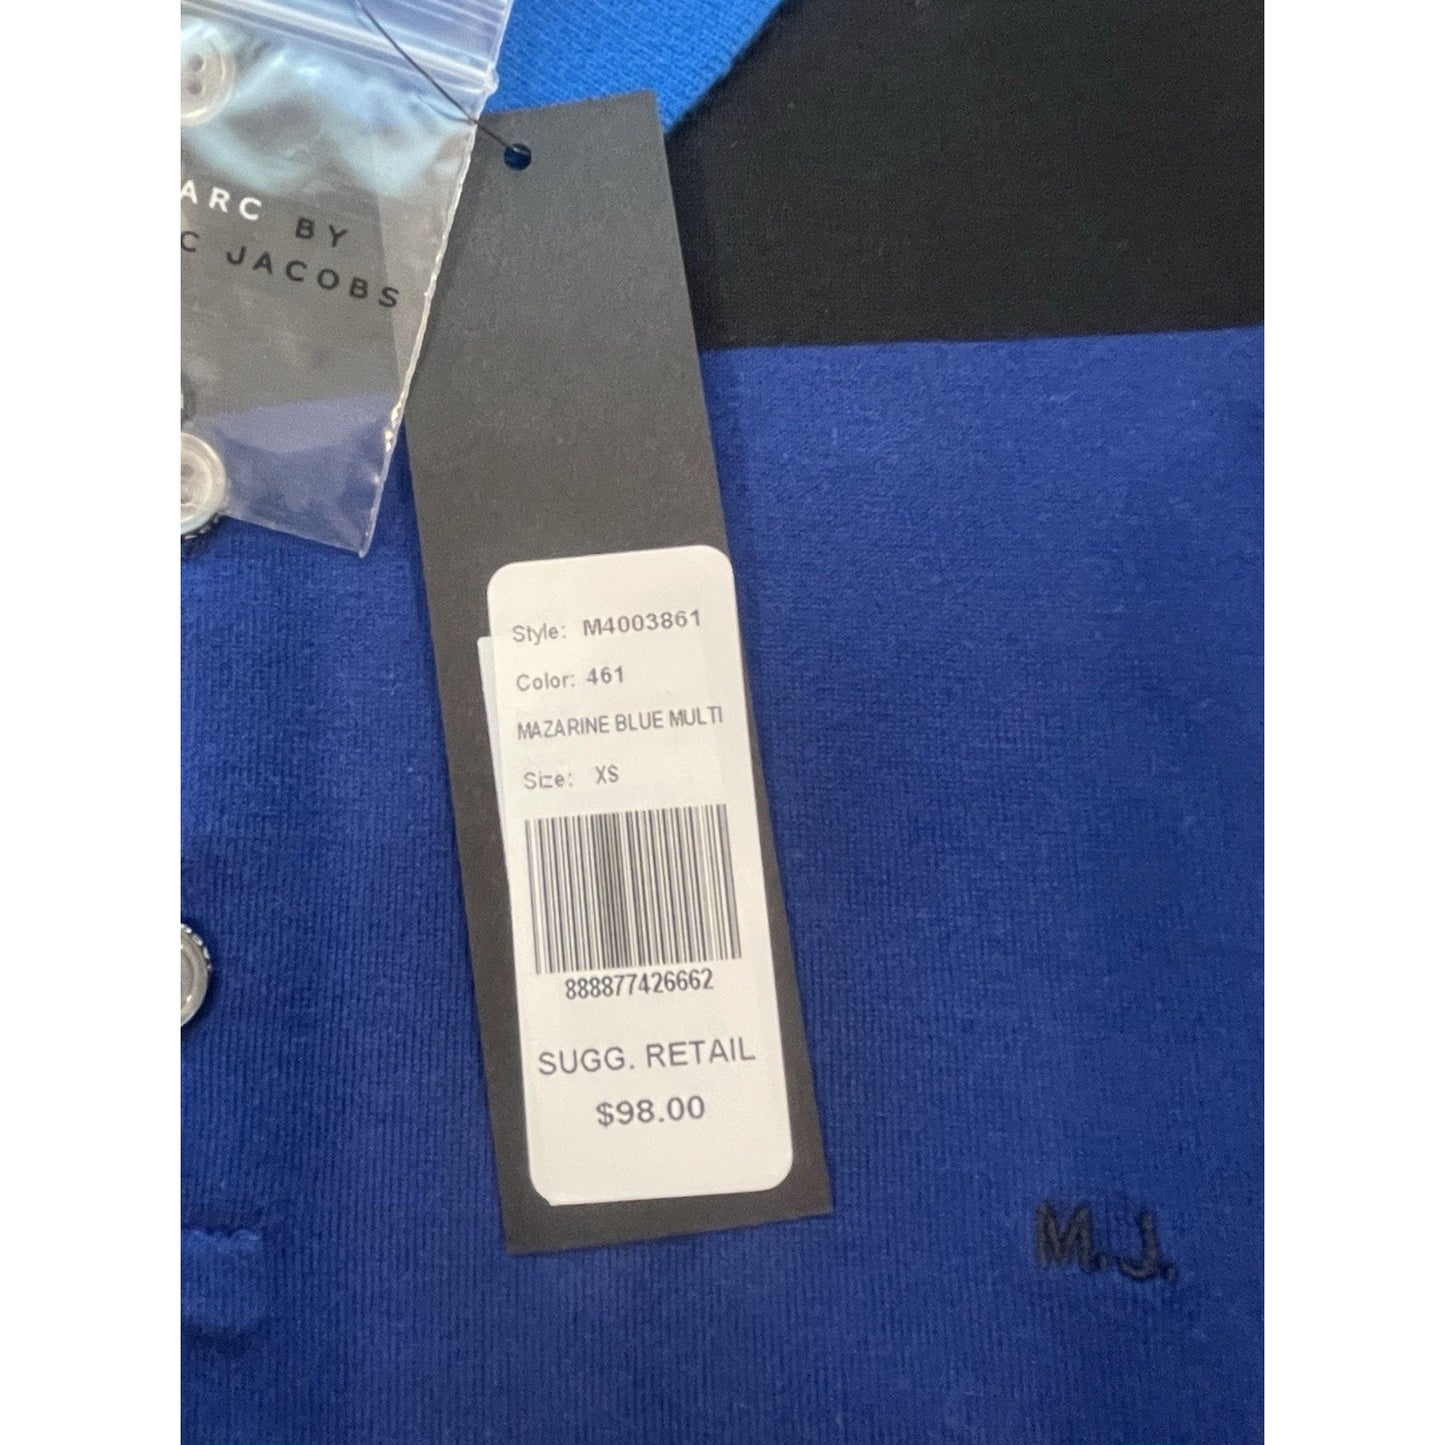 ARC BY
C JACOBS
Style: M4003861
Color: 461
MAZARINE BLUE MULTI
Size: XS
888877426662
SUGG. RETAIL
$98.00
M.J.